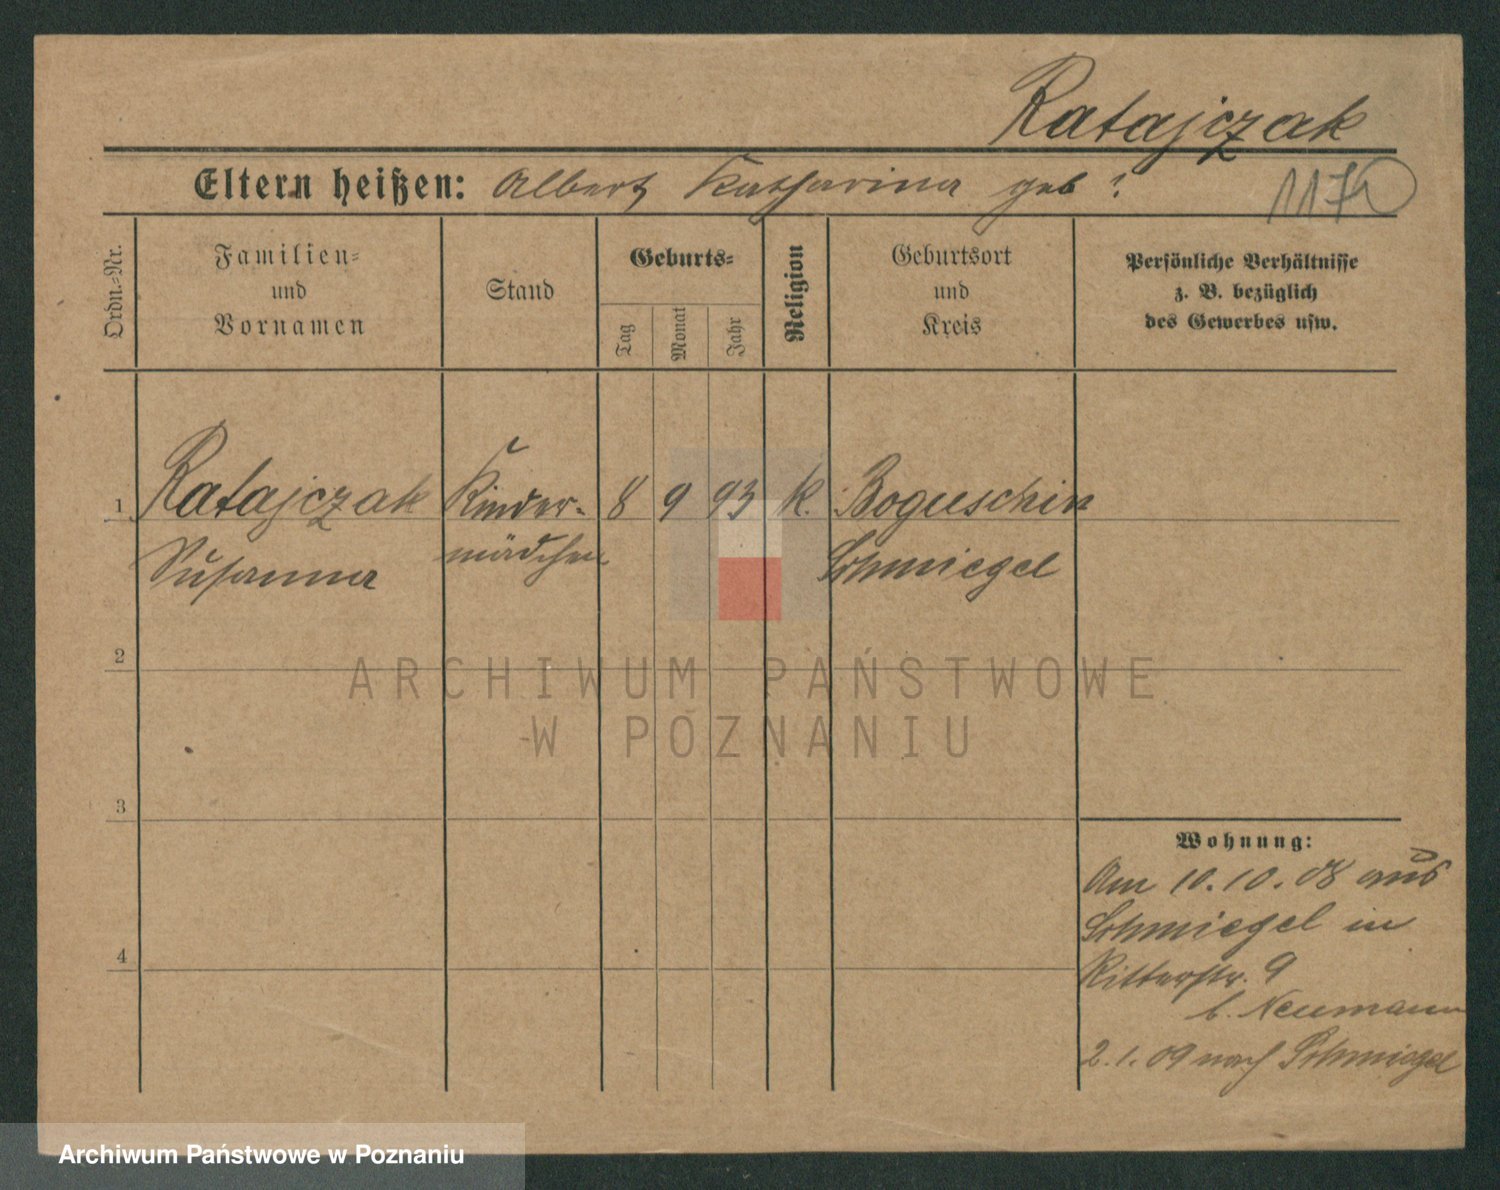 Ratajczak
Eltern heißen: Albert Katharina geb ?
Ordn.-Nr.
Familien-
und
Vornamen
Stand
Geburts-
Tag
Monat
Jahr
Religion
Geburtsort
und
Kreis
Persönliche Verhältnisse
z. B. bezüglich
des Gewerbes usw.
1 Ratajczak Kinder- 8 9 93 k. Boguschin
Susanna mädchen Schmiegel
2
ARCHIWUM PAŃSTWOWE
W POZNANIU
3
Wohnung:
Am 10.10.08 aus
Schmiegel in
4
Ritterstr. 9
b. Neumann
2.1.09 nach Schmiegel
Archiwum Państwowe w Poznaniu